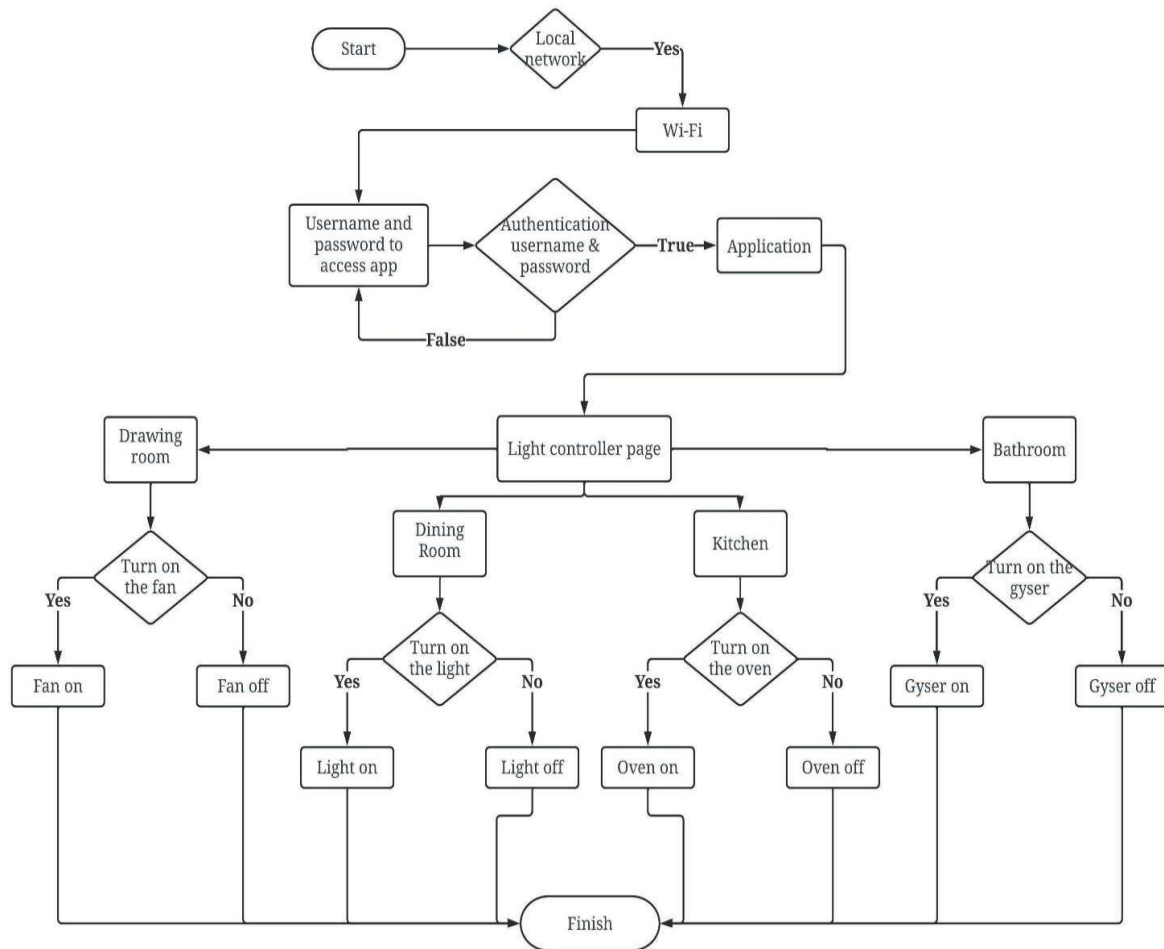 Start
Local
network
Yes
Wi-Fi
Username and
password to
access app
Authentication
username &
password
True
Application
False
Drawing
room
Light controller page
Bathroom
Dining
Room
Kitchen
Turn on
the fan
Yes
No
Turn on the
gyser
Yes
No
Turn on
the light
Yes
No
Turn on
the oven
Yes
No
Fan on
Fan off
Gyser on
Gyser off
Light on
Light off
Oven on
Oven off
Finish